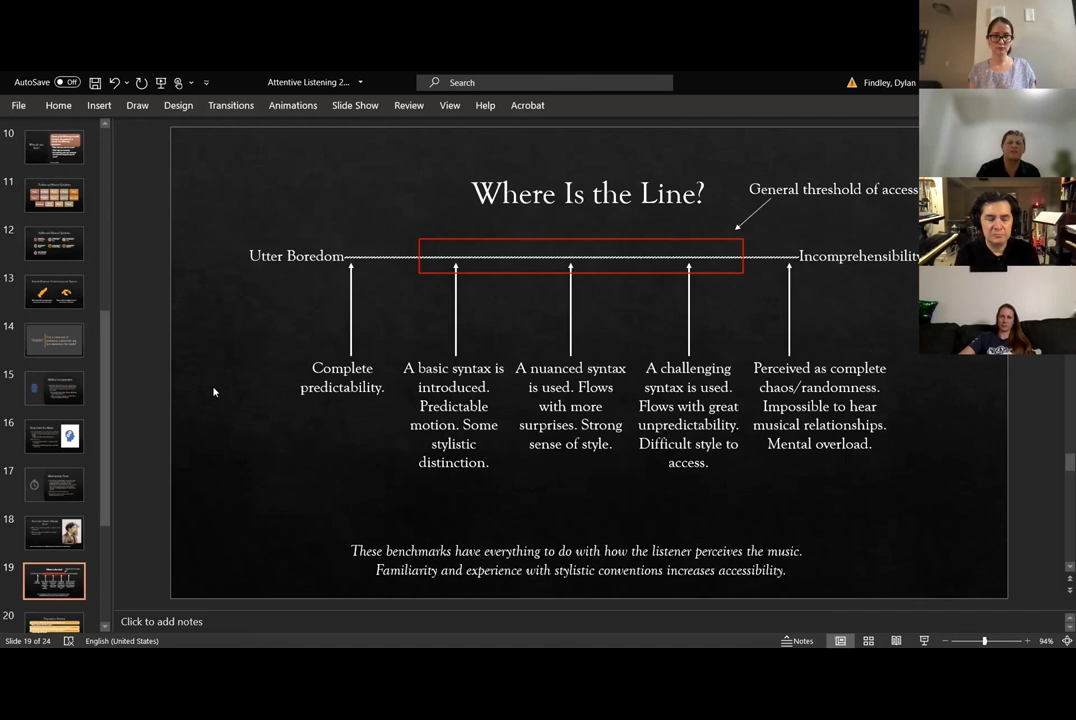 AutoSave Off
Attentive Listening 2...
Search
Findley, Dylan
File Home Insert Draw Design Transitions Animations Slide Show Review View Help Acrobat
10
11
12
13
14
15
16
17
18
19
20
Where Is the Line?
General threshold of access
Utter Boredom
Incomprehensibility
Complete
predictability.
A basic syntax is
introduced.
Predictable
motion. Some
stylistic
distinction.
A nuanced syntax
is used. Flows
with more
surprises. Strong
sense of style.
A challenging
syntax is used.
Flows with great
unpredictability.
Difficult style to
access.
Perceived as complete
chaos/randomness.
Impossible to hear
musical relationships.
Mental overload.
These benchmarks have everything to do with how the listener perceives the music.
Familiarity and experience with stylistic conventions increases accessibility.
Click to add notes
Slide 19 of 24 English (United States) Notes 94%